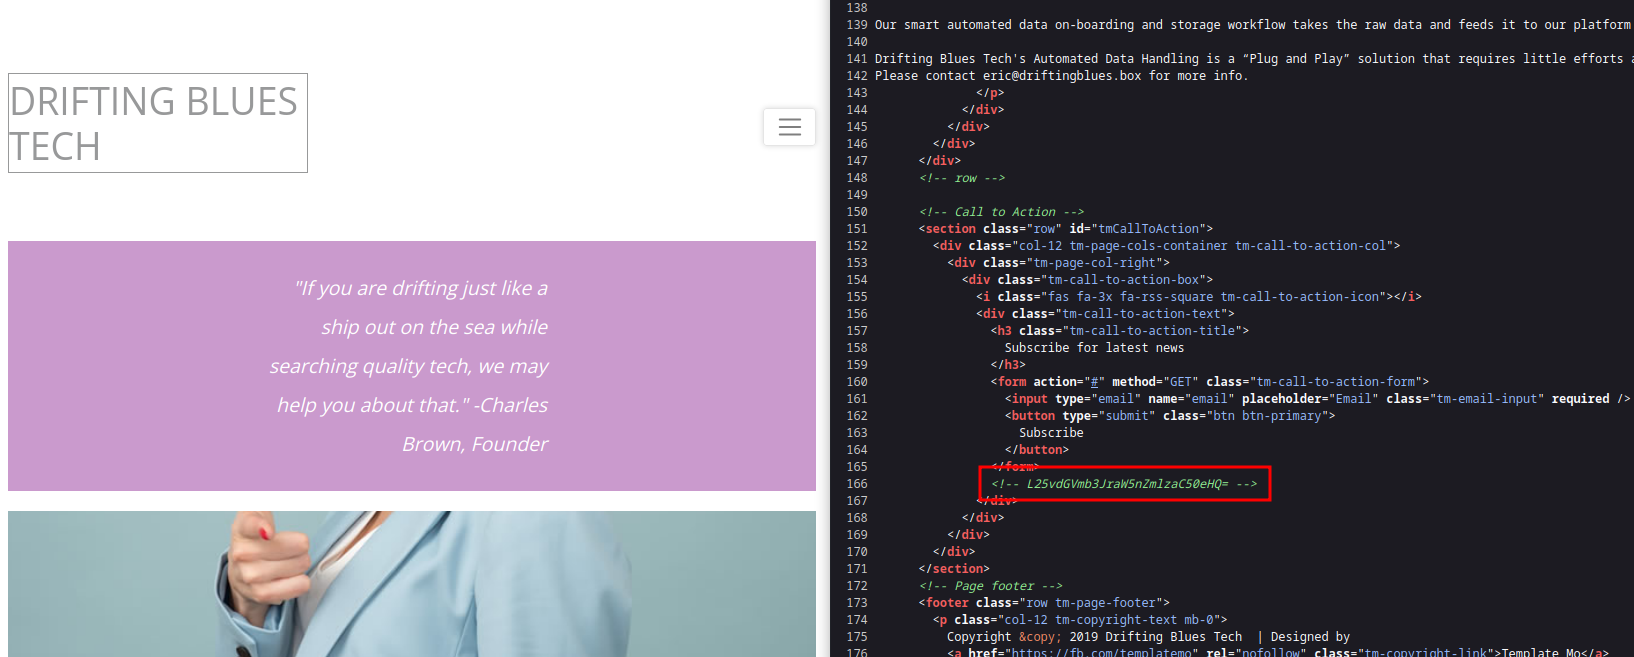 DRIFTING BLUES
TECH
"If you are drifting just like a
ship out on the sea while
searching quality tech, we may
help you about that." -Charles
Brown, Founder
138
139 Our smart automated data on-boarding and storage workflow takes the raw data and feeds it to our platform
140
141 Drifting Blues Tech's Automated Data Handling is a “Plug and Play” solution that requires little efforts a
142 Please contact eric@driftingblues.box for more info.
143 </p>
144 </div>
145 </div>
146 </div>
147 </div>
148 <!-- row -->
149
150 <!-- Call to Action -->
151 <section class="row" id="tmCallToAction">
152 <div class="col-12 tm-page-cols-container tm-call-to-action-col">
153 <div class="tm-page-col-right">
154 <div class="tm-call-to-action-box">
155 <i class="fas fa-3x fa-rss-square tm-call-to-action-icon"></i>
156 <div class="tm-call-to-action-text">
157 <h3 class="tm-call-to-action-title">
158 Subscribe for latest news
159 </h3>
160 <form action="#" method="GET" class="tm-call-to-action-form">
161 <input type="email" name="email" placeholder="Email" class="tm-email-input" required />
162 <button type="submit" class="btn btn-primary">
163 Subscribe
164 </button>
165 </form>
166 <!-- L25vdGVmb3JraW5nZmlzaC50eHQ= -->
167 </div>
168 </div>
169 </div>
170 </div>
171 </section>
172 <!-- Page footer -->
173 <footer class="row tm-page-footer">
174 <p class="col-12 tm-copyright-text mb-0">
175 Copyright &copy; 2019 Drifting Blues Tech | Designed by
176 <a href="https://fb.com/templatemo" rel="nofollow" class="tm-copyright-link">Template Mo</a>